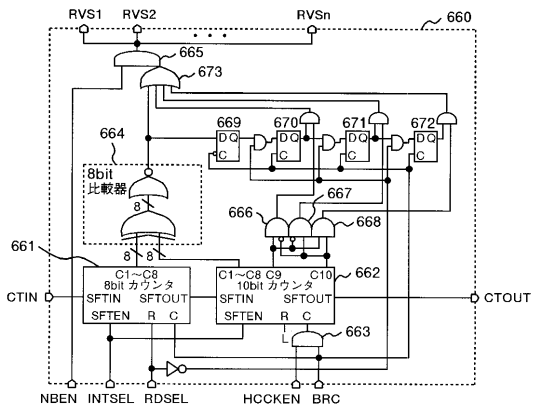 RVS1 RVS2 ・・・ RVSn 660
665
673
669 670 671 672
D Q D Q D Q D Q
C C C C
664
8bit
比較器
8
666 667 668
661 8 8
C1～C8 C1～C8 C9 C10 662
8bit カウンタ 10bit カウンタ
CTIN SFTIN SFTOUT SFTIN SFTOUT CTOUT
SFTEN R C SFTEN R C
L 663
NBEN INTSEL RDSEL HCCKEN BRC